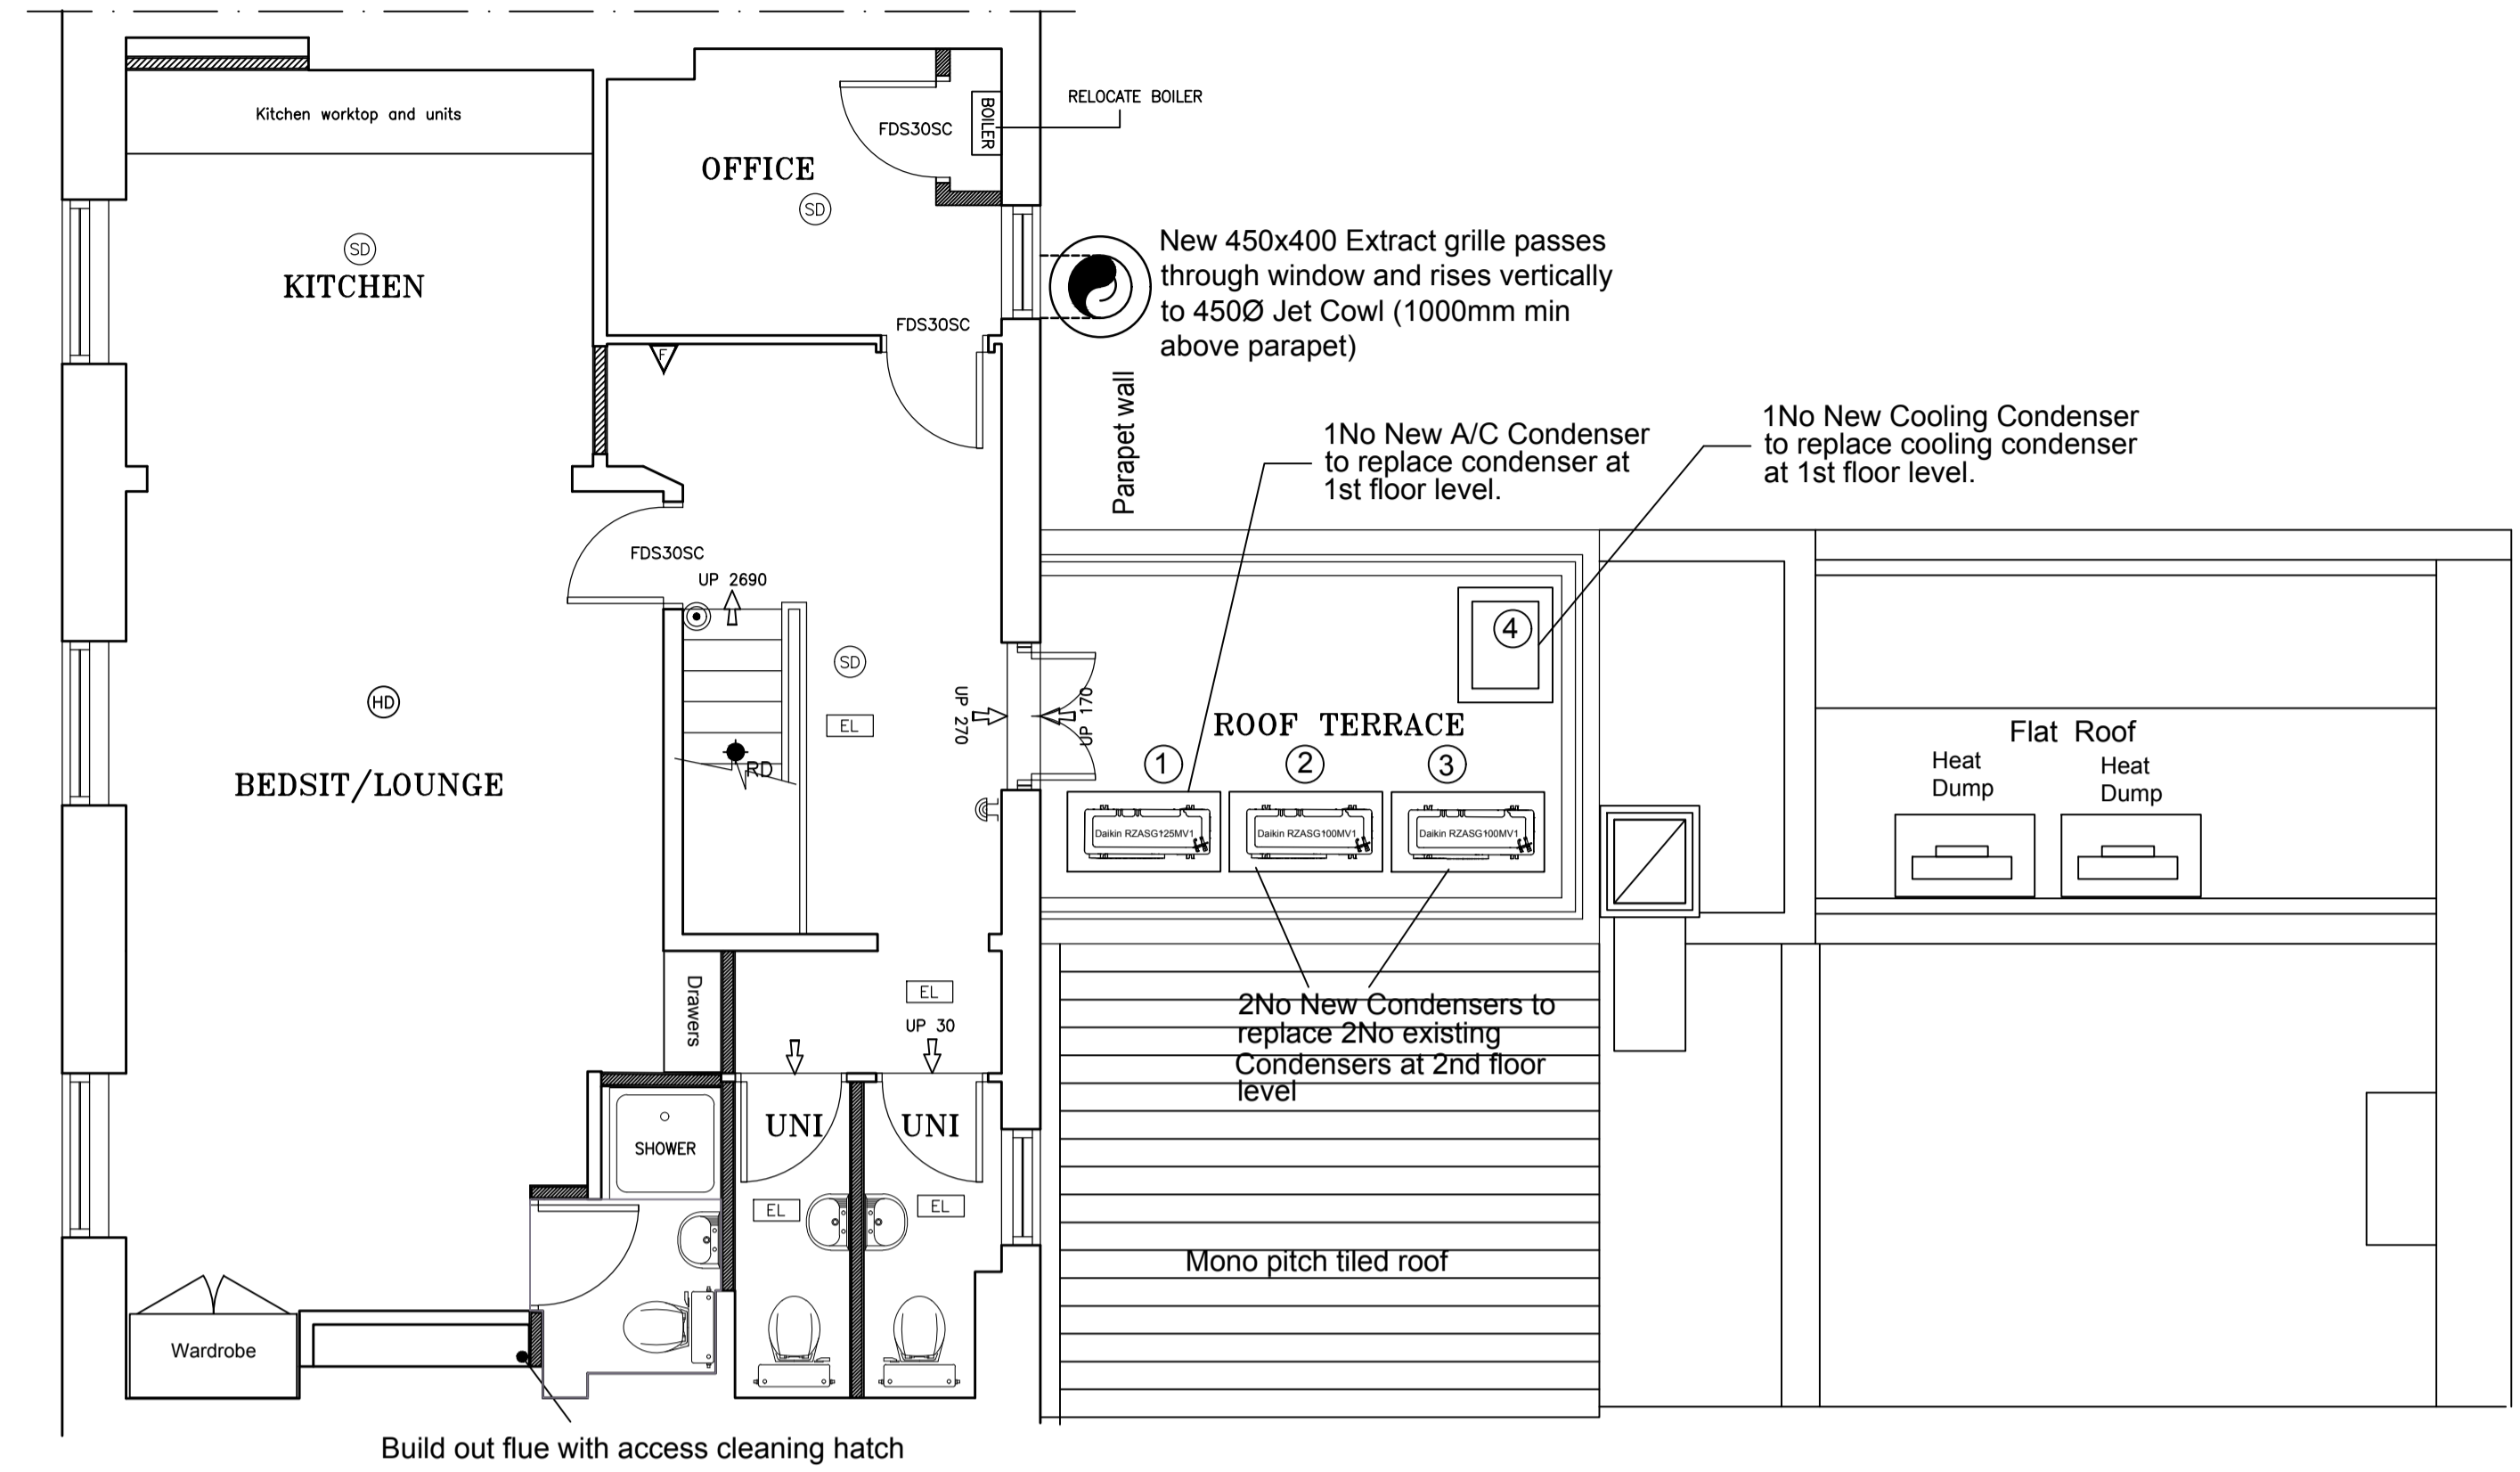 Kitchen worktop and units
SD
KITCHEN
OFFICE
SD
FDS30SC
BOILER
RELOCATE BOILER
FDS30SC
F
New 450x400 Extract grille passes
through window and rises vertically
to 450Ø Jet Cowl (1000mm min
above parapet)
Parapet wall
1No New A/C Condenser
to replace condenser at
1st floor level.
1No New Cooling Condenser
to replace cooling condenser
at 1st floor level.
FDS30SC
UP 2690
SD
EL
RD
HD
BEDSIT/LOUNGE
UP 270
UP 170
ROOF TERRACE
1
2
3
4
Daikin RZASG125MV1
Daikin RZASG100MV1
Daikin RZASG100MV1
Flat Roof
Heat
Dump
Heat
Dump
2No New Condensers to
replace 2No existing
Condensers at 2nd floor
level
Drawers
EL
UP 30
SHOWER
UNI
UNI
EL
EL
Mono pitch tiled roof
Wardrobe
Build out flue with access cleaning hatch